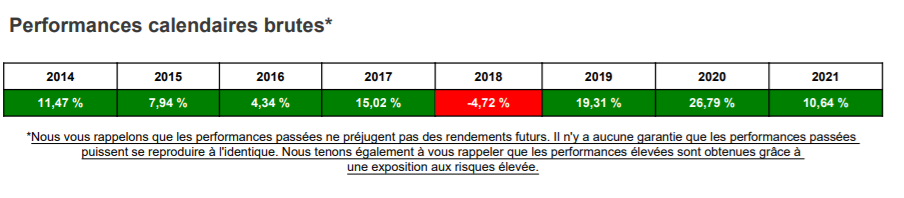 Performances calendaires brutes*
2014 2015 2016 2017 2018 2019 2020 2021
11,47 % 7,94 % 4,34 % 15,02 % -4,72 % 19,31 % 26,79 % 10,64 %
*Nous vous rappelons que les performances passées ne préjugent pas des rendements futurs. Il n'y a aucune garantie que les performances passées
puissent se reproduire à l'identique. Nous tenons également à vous rappeler que les performances élevées sont obtenues grâce à
une exposition aux risques élevée.